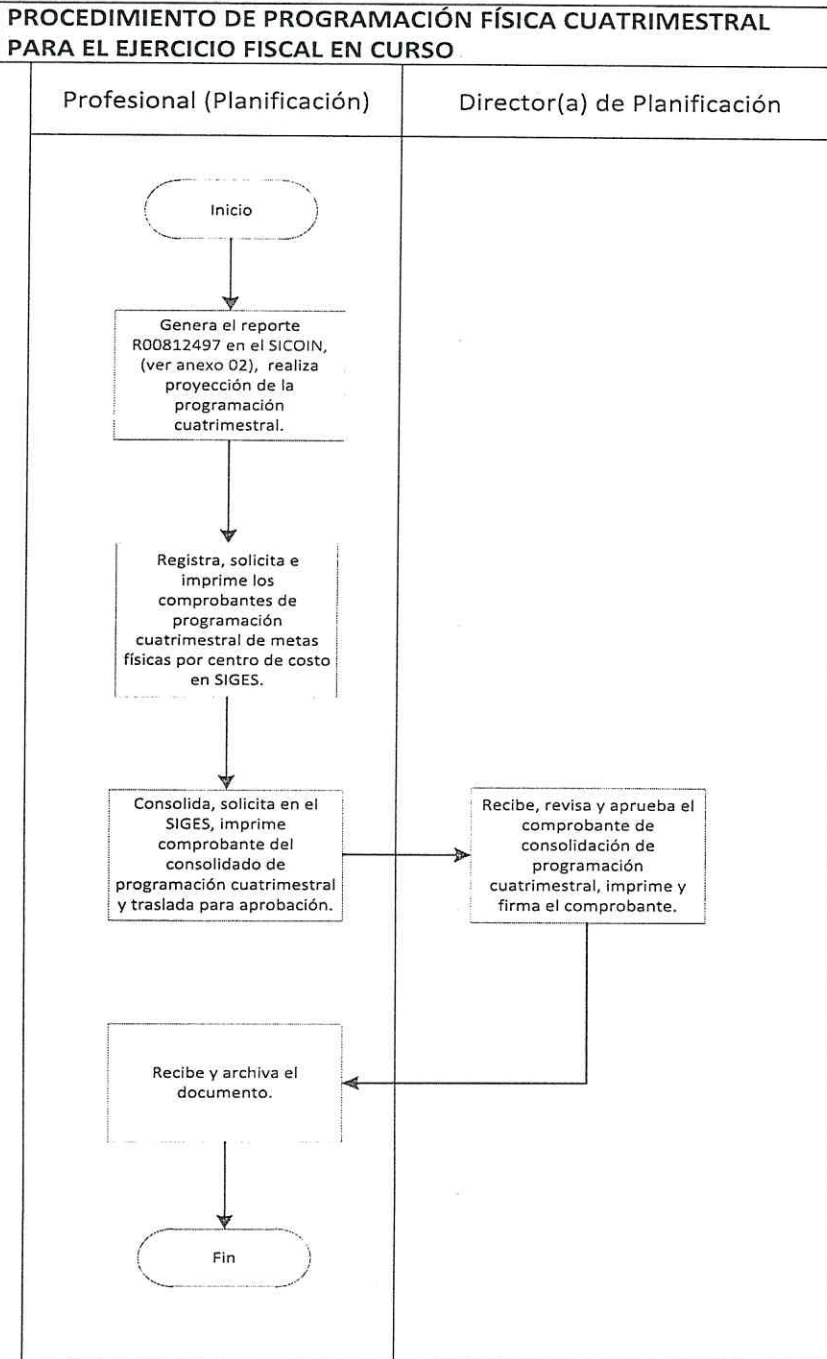 PROCEDIMIENTO DE PROGRAMACIÓN FÍSICA CUATRIMESTRAL
PARA EL EJERCICIO FISCAL EN CURSO
Profesional (Planificación)
Director(a) de Planificación
Inicio
Genera el reporte
R00812497 en el SICOIN,
(ver anexo 02), realiza
proyección de la
programación
cuatrimestral.
Registra, solicita e
imprime los
comprobantes de
programación
cuatrimestral de metas
físicas por centro de costo
en SIGES.
Consolida, solicita en el
SIGES, imprime
comprobante del
consolidado de
programación cuatrimestral
y traslada para aprobación.
Recibe, revisa y aprueba el
comprobante de
consolidación de
programación
cuatrimestral, imprime y
firma el comprobante.
Recibe y archiva el
documento.
Fin